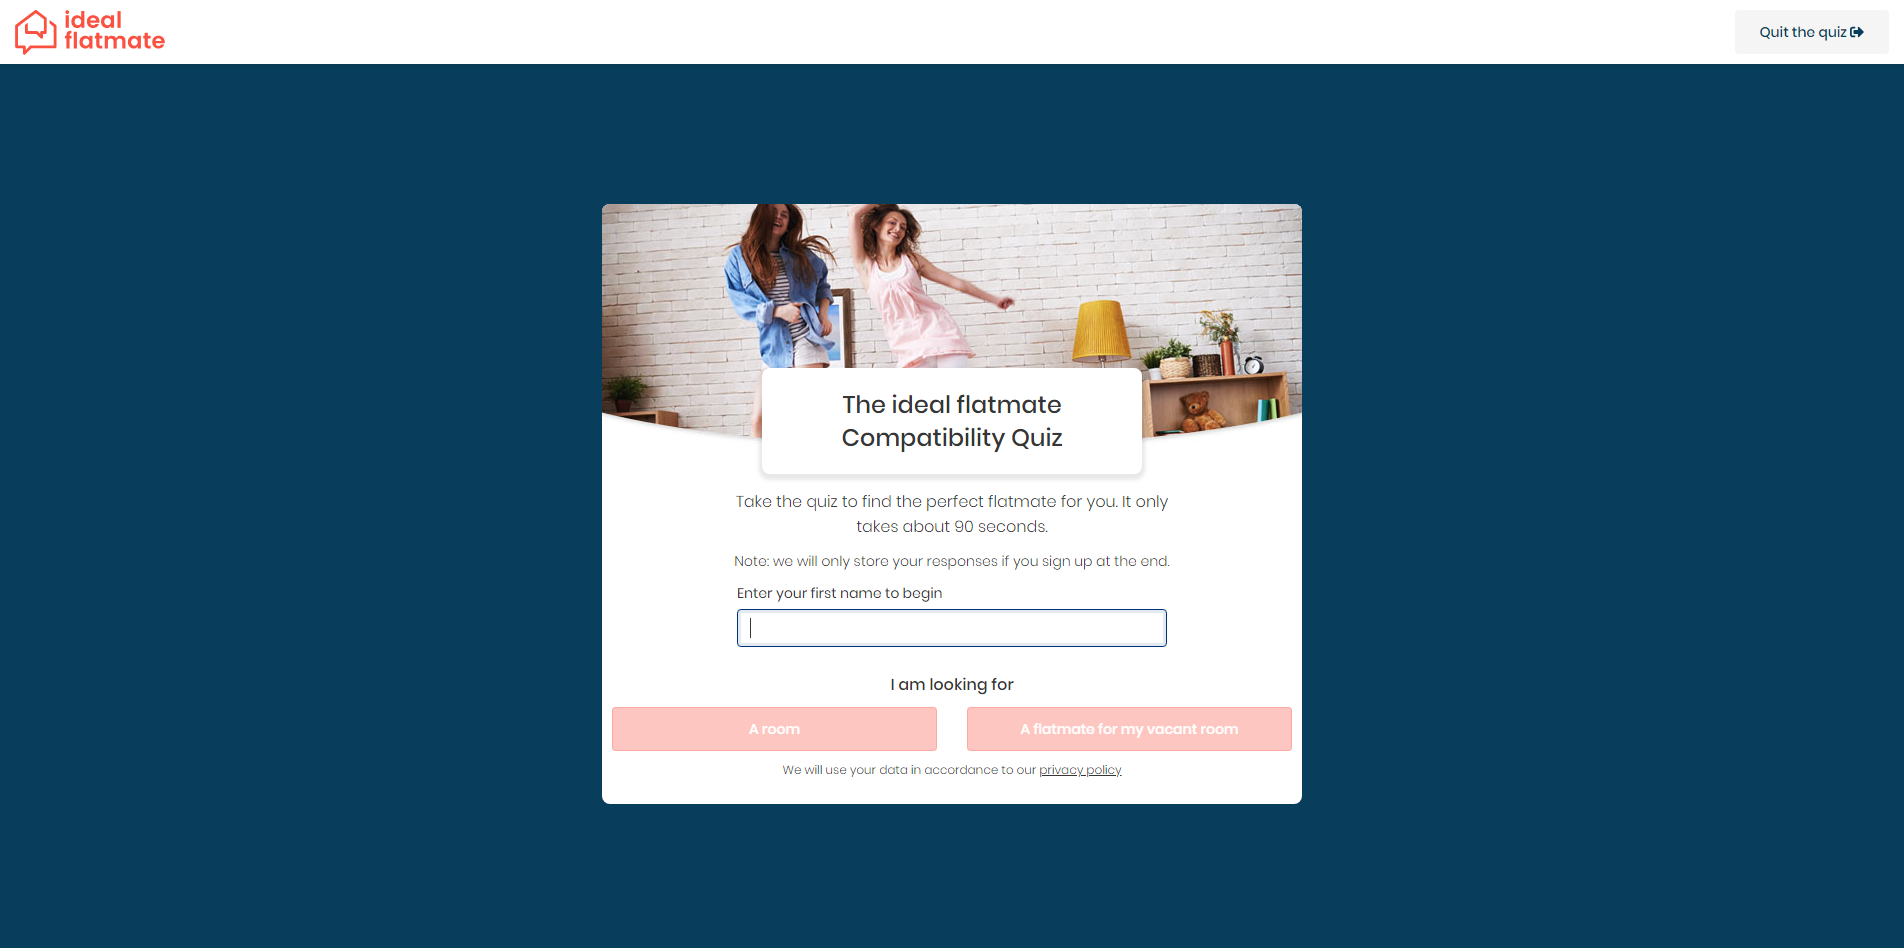 ideal
flatmate
Quit the quiz
The ideal flatmate
Compatibility Quiz
Take the quiz to find the perfect flatmate for you. It only
takes about 90 seconds.
Note: we will only store your responses if you sign up at the end.
Enter your first name to begin
I am looking for
A room
A flatmate for my vacant room
We will use your data in accordance to our privacy policy